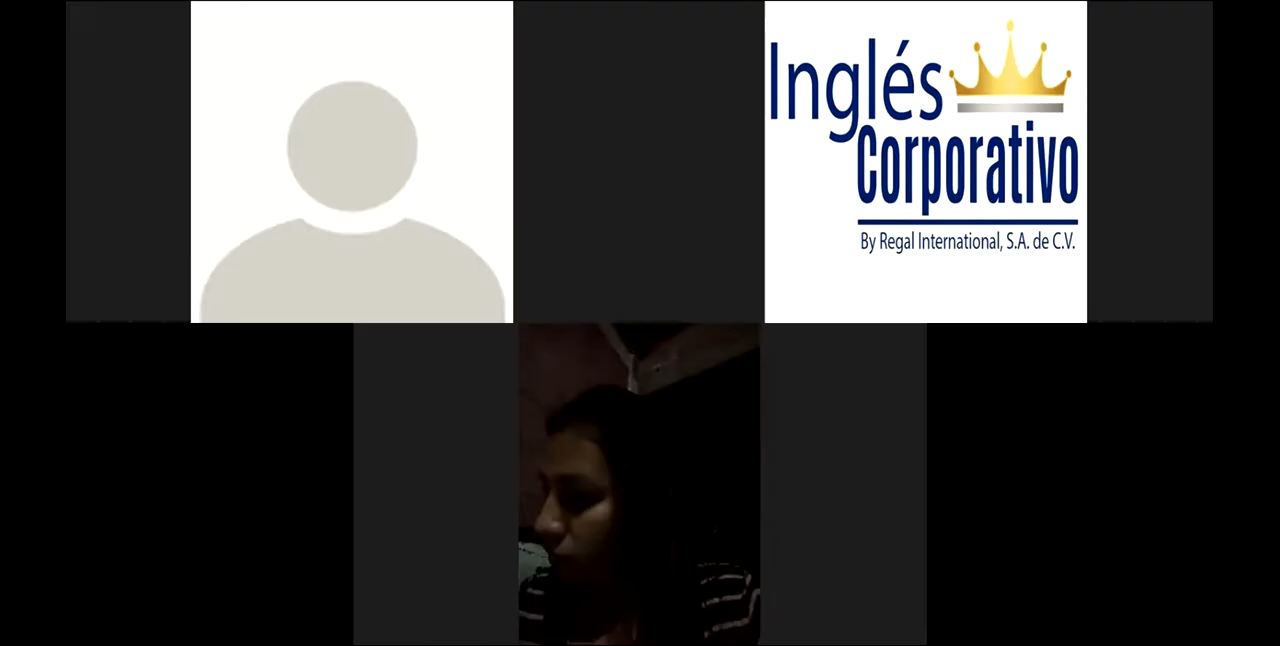 Inglés
Corporativo
By Regal International, S.A. de C.V.